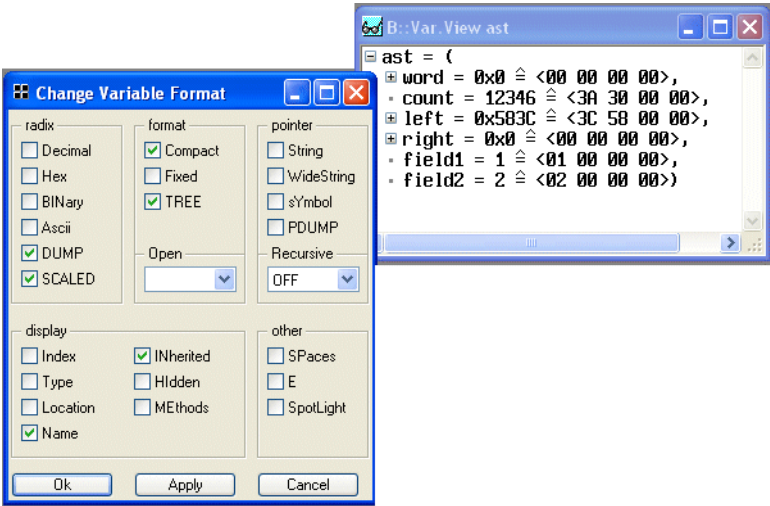 B::Var.View ast
ast = (
word = 0x0 ≙ <00 00 00 00>,
count = 12346 ≙ <3A 30 00 00>,
left = 0x583C ≙ <3C 58 00 00>,
right = 0x0 ≙ <00 00 00 00>,
field1 = 1 ≙ <01 00 00 00>,
field2 = 2 ≙ <02 00 00 00>)
Change Variable Format
radix
Decimal
Hex
BINary
Ascii
DUMP
SCALED
format
Compact
Fixed
TREE
Open
pointer
String
WideString
sYmbol
PDUMP
Recursive
OFF
display
Index
Type
Location
Name
INherited
HIdden
MEthods
other
SPaces
E
SpotLight
Ok
Apply
Cancel